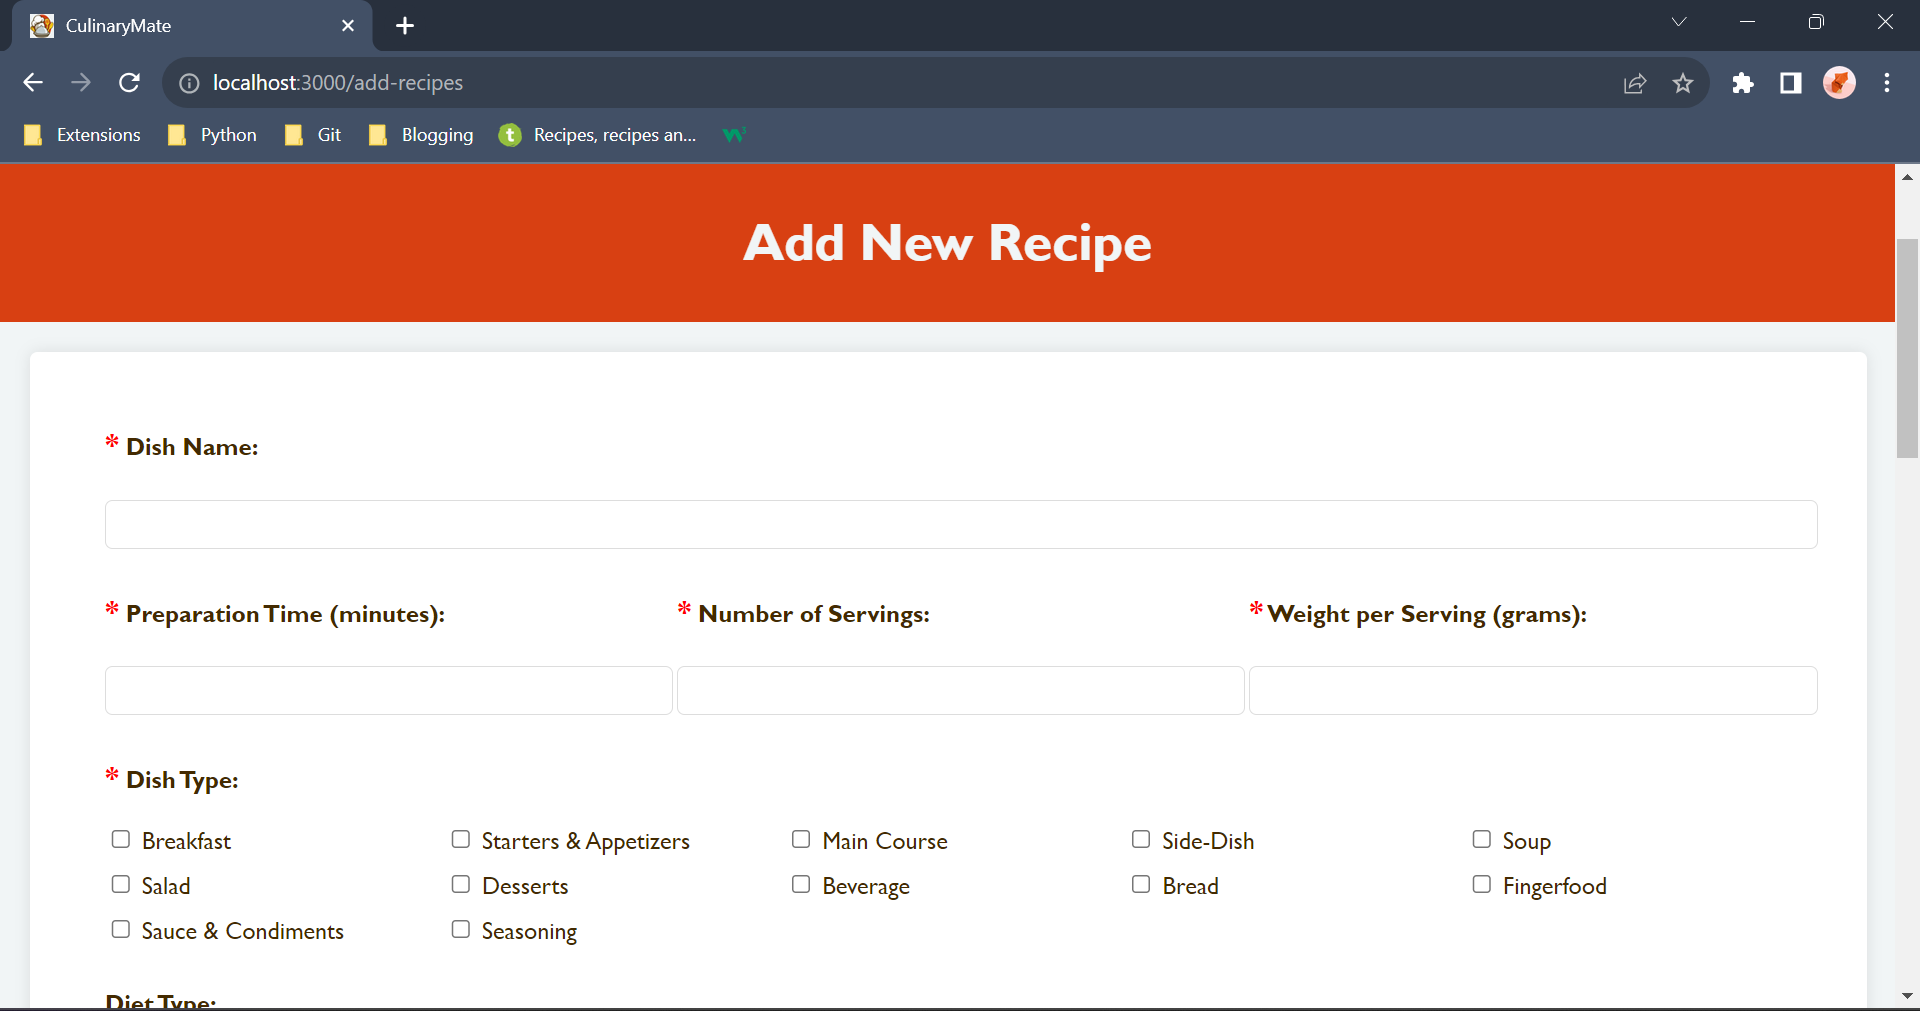 CulinaryMate
localhost:3000/add-recipes
Extensions Python Git Blogging t Recipes, recipes an... W3
Add New Recipe
* Dish Name:
* Preparation Time (minutes): * Number of Servings: * Weight per Serving (grams):
* Dish Type:
Breakfast Starters & Appetizers Main Course Side-Dish Soup
Salad Desserts Beverage Bread Fingerfood
Sauce & Condiments Seasoning
Diet Type: